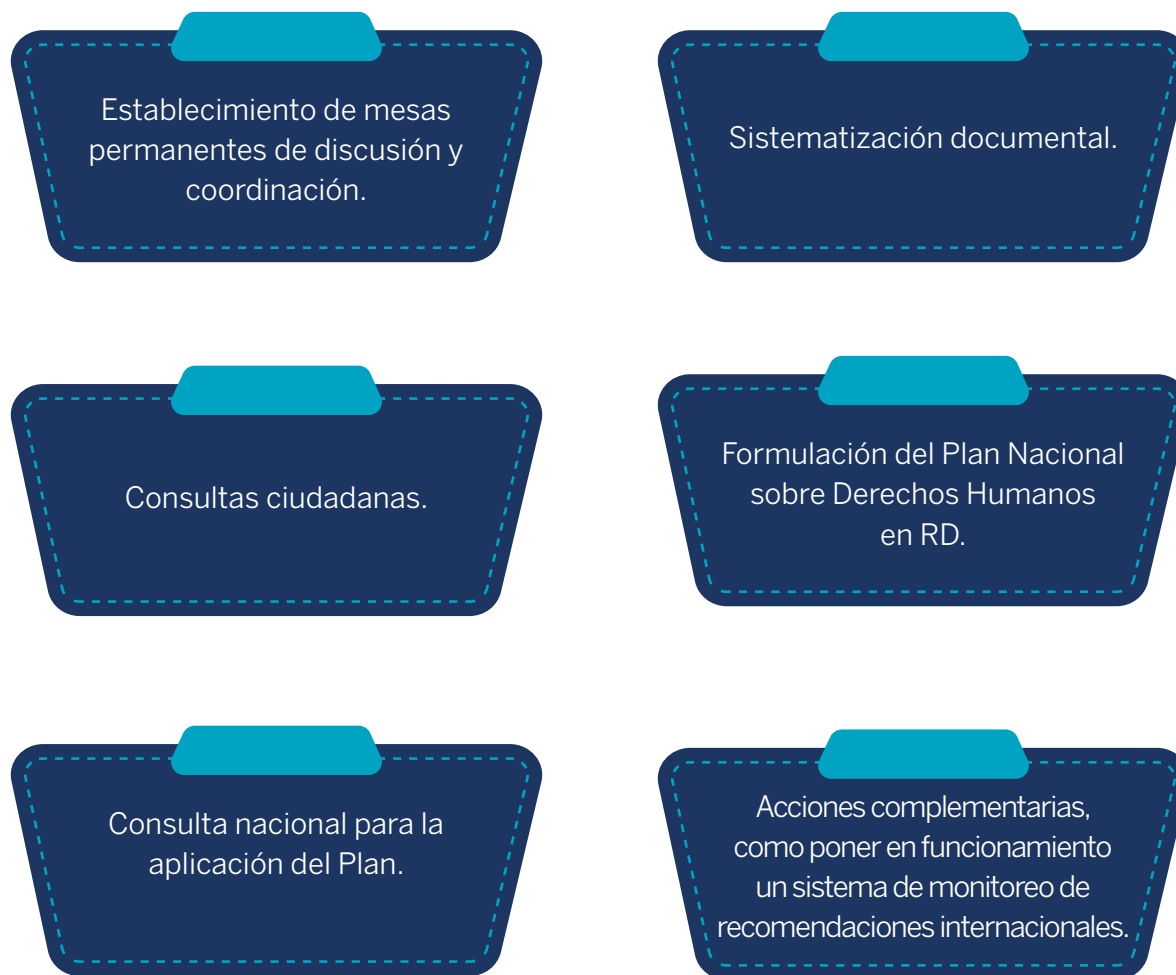 Establecimiento de mesas
permanentes de discusión y
coordinación.
Sistematización documental.
Consultas ciudadanas.
Formulación del Plan Nacional
sobre Derechos Humanos
en RD.
Consulta nacional para la
aplicación del Plan.
Acciones complementarias,
como poner en funcionamiento
un sistema de monitoreo de
recomendaciones internacionales.